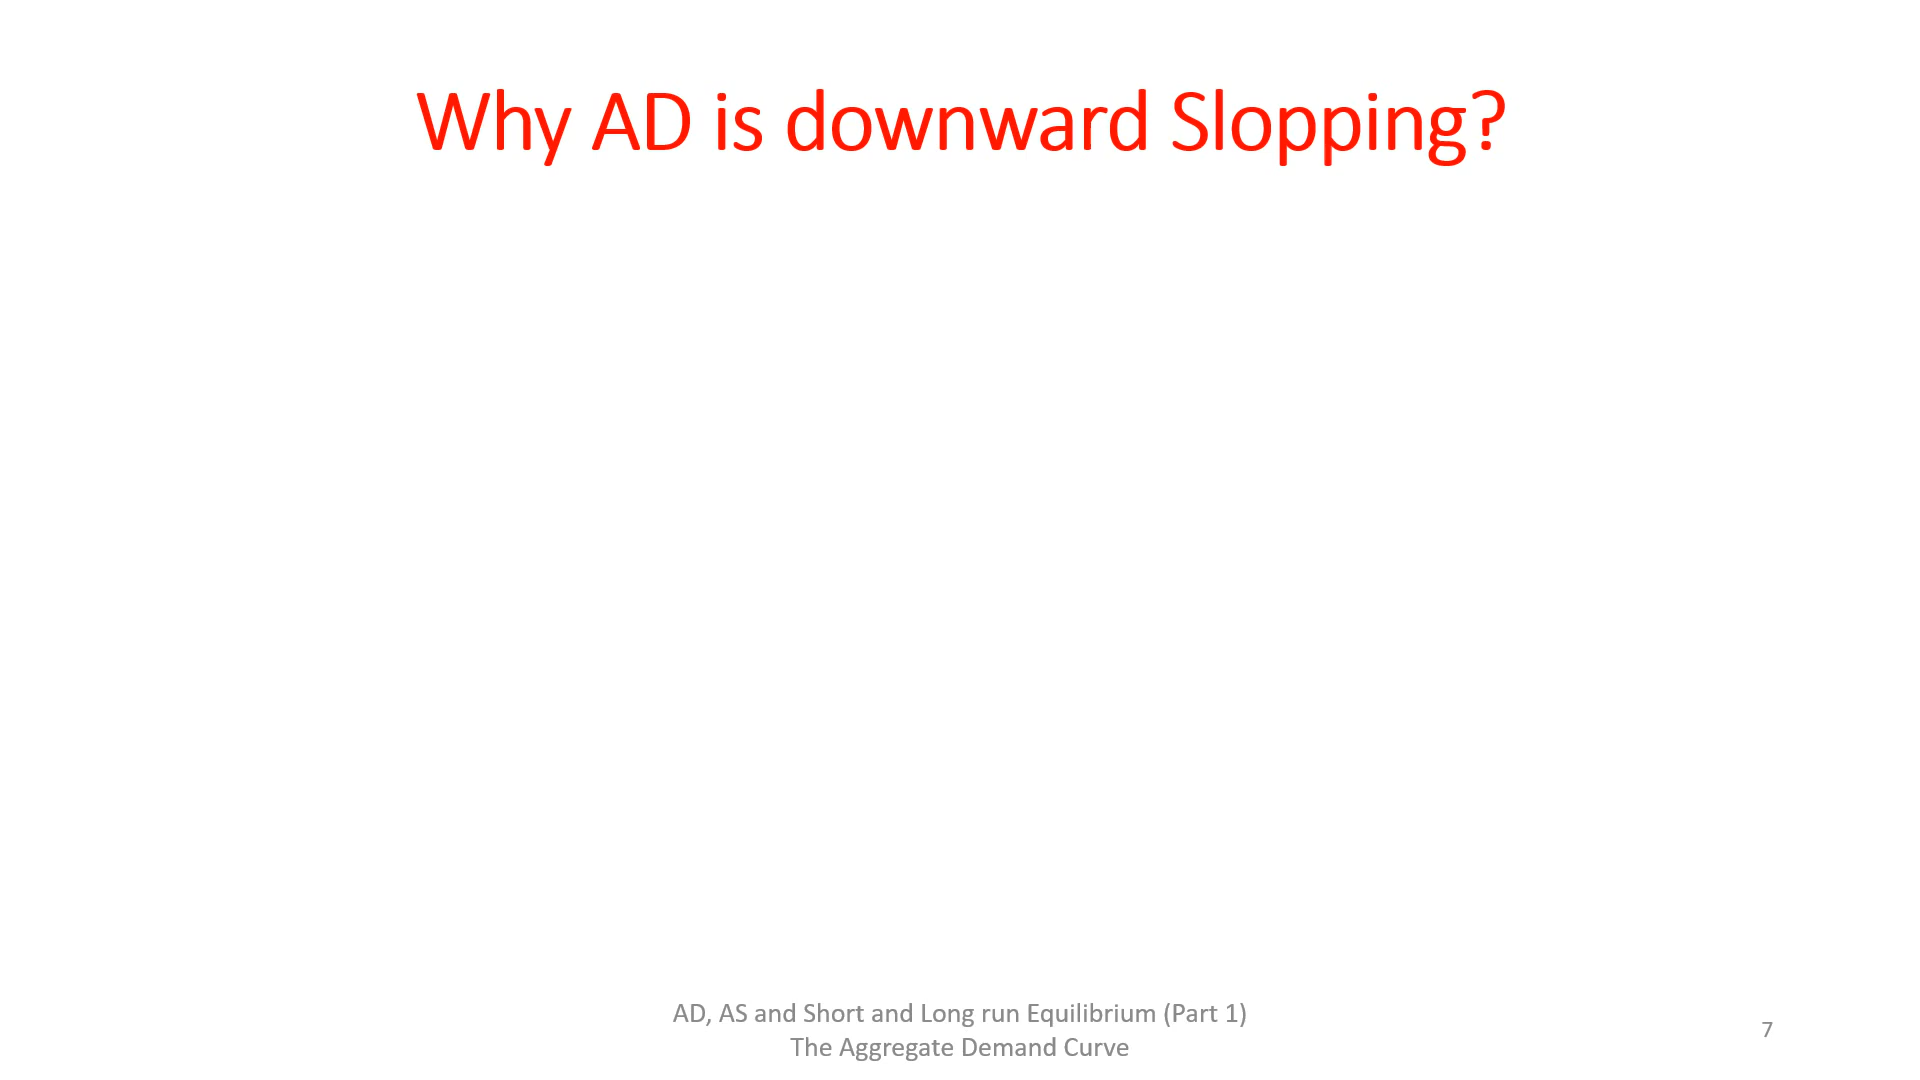 Why AD is downward Slopping?
AD, AS and Short and Long run Equilibrium (Part 1)
The Aggregate Demand Curve
7